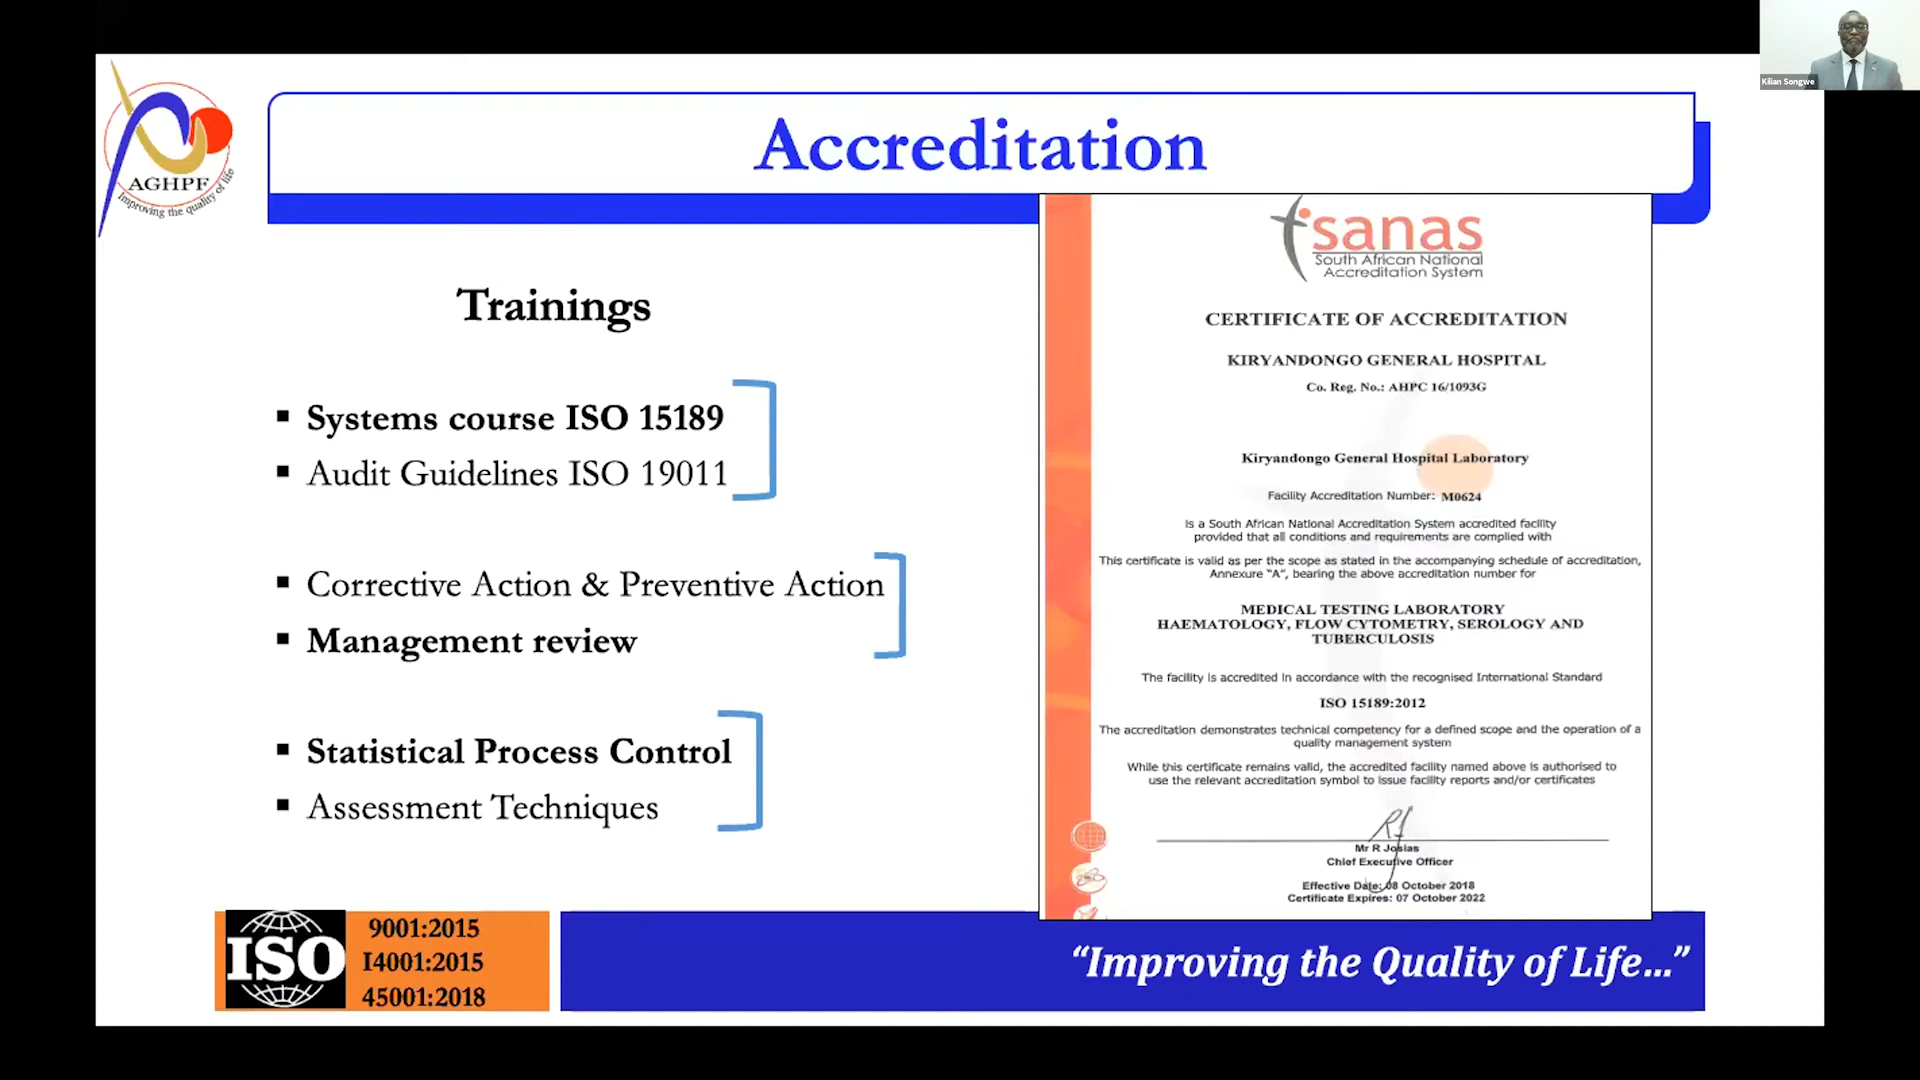 Kilian Songwe
AGHPF
Improving the quality of life
Accreditation
Trainings
▪ Systems course ISO 15189
▪ Audit Guidelines ISO 19011
▪ Corrective Action & Preventive Action
▪ Management review
▪ Statistical Process Control
▪ Assessment Techniques
sanas
South African National
Accreditation System
CERTIFICATE OF ACCREDITATION
KIRYANDONGO GENERAL HOSPITAL
Co. Reg. No.: AHPC 16/1093G
Kiryandongo General Hospital Laboratory
Facility Accreditation Number: M0624
is a South African National Accreditation System accredited facility
provided that all conditions and requirements are complied with
This certificate is valid as per the scope as stated in the accompanying schedule of accreditation,
Annexure "A", bearing the above accreditation number for
MEDICAL TESTING LABORATORY
HAEMATOLOGY, FLOW CYTOMETRY, SEROLOGY AND
TUBERCULOSIS
The facility is accredited in accordance with the recognised International Standard
ISO 15189:2012
The accreditation demonstrates technical competency for a defined scope and the operation of a
quality management system
While this certificate remains valid, the accredited facility named above is authorised to
use the relevant accreditation symbol to issue facility reports and/or certificates
Mr R Josias
Chief Executive Officer
Effective Date: 08 October 2018
Certificate Expires: 07 October 2022
ISO
9001:2015
I4001:2015
45001:2018
“Improving the Quality of Life...”